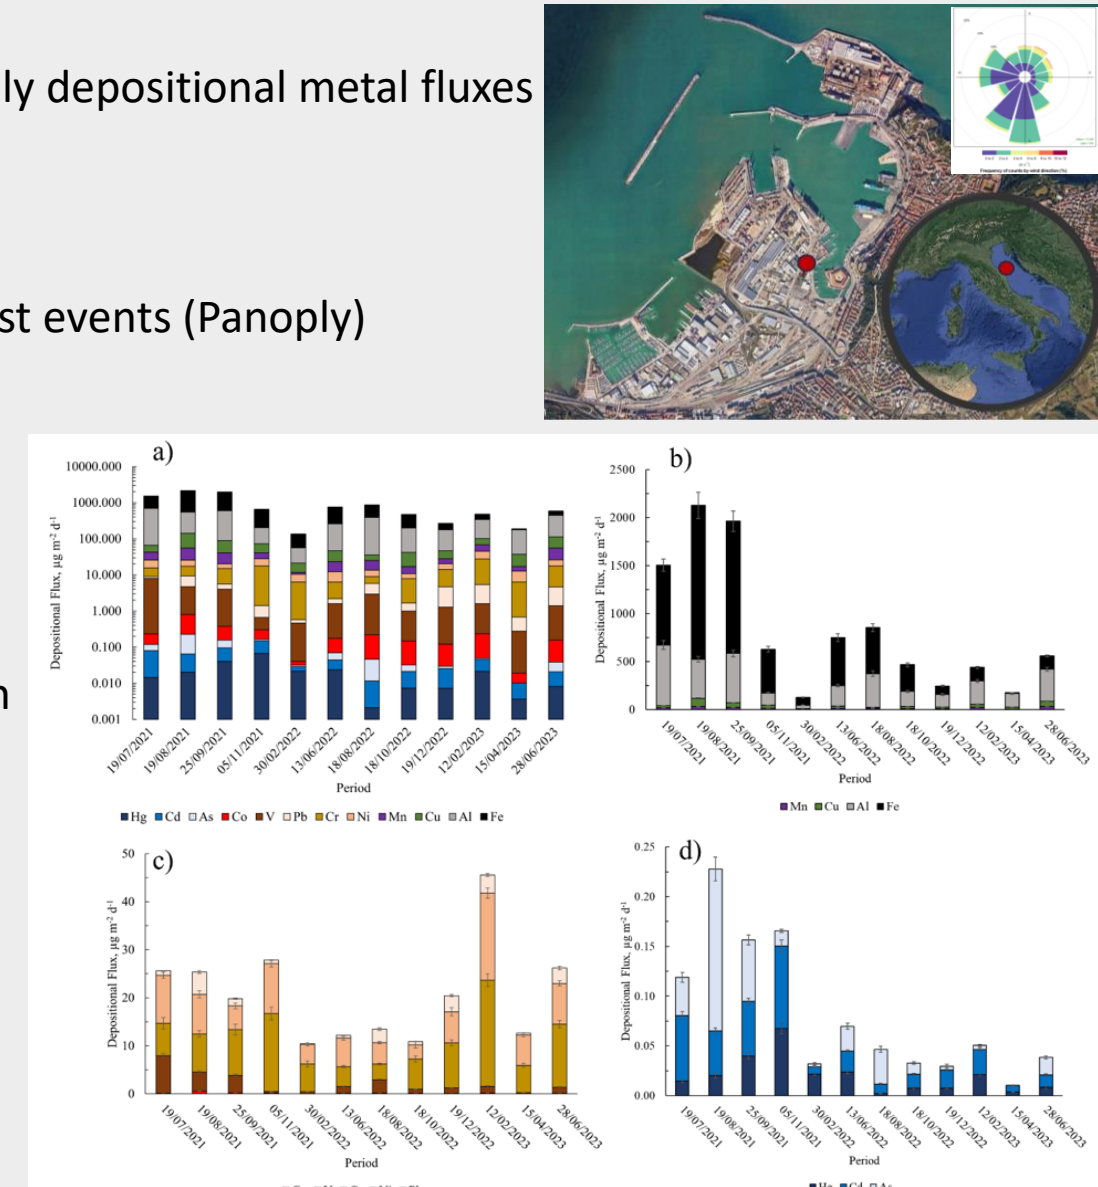 ly depositional metal fluxes
st events (Panoply)
n
Frequency of counts by wind direction (%)
a)
10000.000
1000.000
100.000
10.000
1.000
0.100
0.010
0.001
Depositional Flux, µg m⁻² d⁻¹
19/07/2021 19/08/2021 25/09/2021 05/11/2021 30/02/2022 13/06/2022 18/08/2022 18/10/2022 19/12/2022 12/02/2023 15/04/2023 28/06/2023
Period
Hg Cd As Co V Pb Cr Ni Mn Cu Al Fe
b)
2500
2000
1500
1000
500
0
Depositional Flux, µg m⁻² d⁻¹
19/07/2021 19/08/2021 25/09/2021 05/11/2021 30/02/2022 13/06/2022 18/08/2022 18/10/2022 19/12/2022 12/02/2023 15/04/2023 28/06/2023
Period
Mn Cu Al Fe
c)
50
40
30
20
10
0
Depositional Flux, µg m⁻² d⁻¹
19/07/2021 19/08/2021 25/09/2021 05/11/2021 30/02/2022 13/06/2022 18/08/2022 18/10/2022 19/12/2022 12/02/2023 15/04/2023 28/06/2023
Period
d)
0.25
0.20
0.15
0.10
0.05
0.00
Depositional Flux, µg m⁻² d⁻¹
19/07/2021 19/08/2021 25/09/2021 05/11/2021 30/02/2022 13/06/2022 18/08/2022 18/10/2022 19/12/2022 12/02/2023 15/04/2023 28/06/2023
Period
Hg Cd As